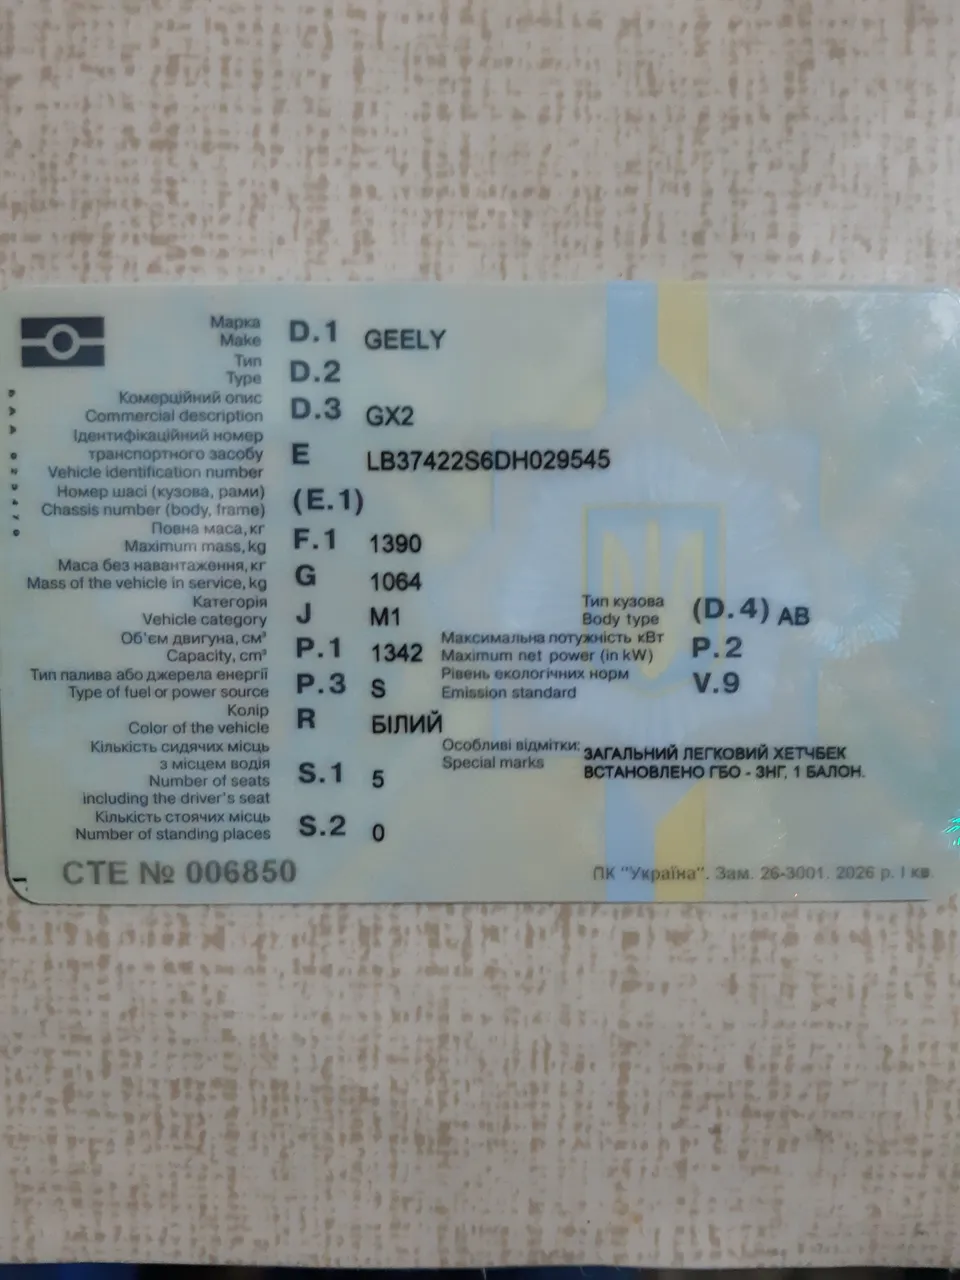 Марка
Make D.1 GEELY
Тип
Type D.2
Комерційний опис
Commercial description D.3 GX2
Ідентифікаційний номер
транспортного засобу E LB37422S6DH029545
Vehicle identification number
Номер шасі (кузова, рами) (E.1)
Chassis number (body, frame)
Повна маса, кг F.1 1390
Maximum mass, kg
Маса без навантаження, кг G 1064
Mass of the vehicle in service, kg
Категорія J M1 Тип кузова (D.4) AB
Vehicle category Body type
Об'єм двигуна, см³ P.1 1342 Максимальна потужність кВт P.2
Capacity, cm³ Maximum net power (in kW)
Тип палива або джерела енергії P.3 S Рівень екологічних норм V.9
Type of fuel or power source Emission standard
Колір R БІЛИЙ
Color of the vehicle
Кількість сидячих місць Особливі відмітки: ЗАГАЛЬНИЙ ЛЕГКОВИЙ ХЕТЧБЕК
з місцем водія S.1 5 Special marks ВСТАНОВЛЕНО ГБО - ЗНГ, 1 БАЛОН.
Number of seats
including the driver's seat
Кількість стоячих місць S.2 0
Number of standing places
СТЕ № 006850 ПК "Україна". Зам. 26-3001. 2026 р. І кв.